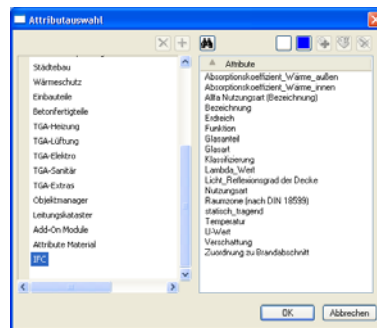 Attributauswahl
Städtebau
Wärmeschutz
Einbauteile
Betonfertigteile
TGA-Heizung
TGA-Lüftung
TGA-Elektro
TGA-Sanitär
TGA-Extras
Objektmanager
Leitungskataster
Add-On Module
Attribute Material
IFC
Attribute
Absorptionskoeffizient_Wärme_außen
Absorptionskoeffizient_Wärme_innen
Allfa Nutzungsart (Bezeichnung)
Bezeichnung
Erdreich
Funktion
Glasanteil
Glasart
Klassifizierung
Lambda_Wert
Licht_Reflexionsgrad der Decke
Nutzungsart
Raumzone (nach DIN 18599)
statisch_tragend
Temperatur
U-Wert
Verschattung
Zuordnung zu Brandabschnitt
OK
Abbrechen